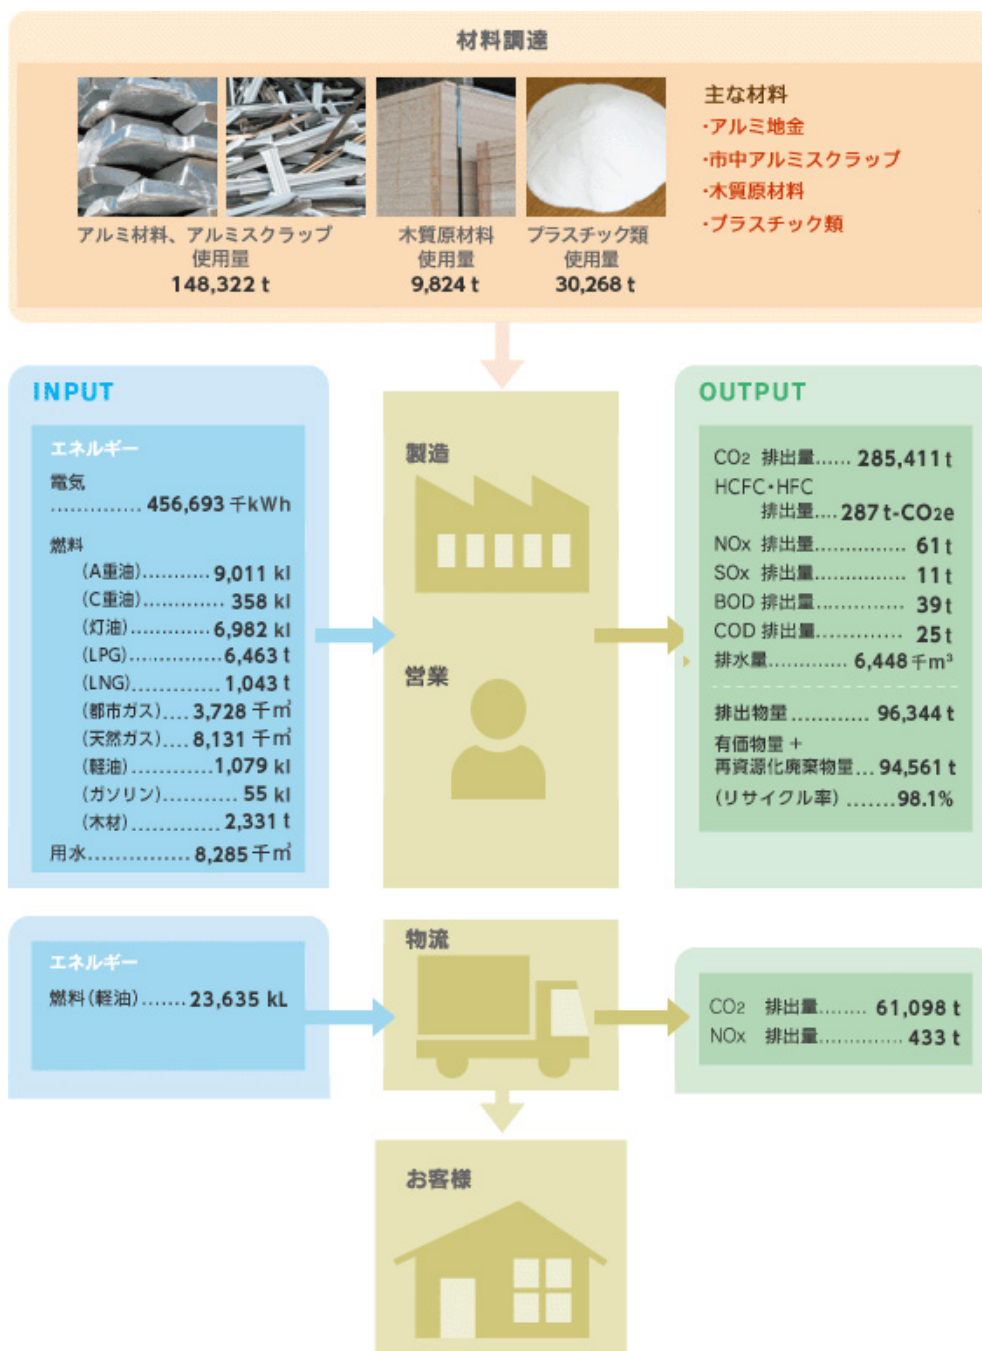 材料調達
アルミ材料、アルミスクラップ
使用量
148,322 t
木質原材料
使用量
9,824 t
プラスチック類
使用量
30,268 t
主な材料
・アルミ地金
・市中アルミスクラップ
・木質原材料
・プラスチック類
INPUT
エネルギー
電気
.............. 456,693 千kWh
燃料
(A重油)........... 9,011 kl
(C重油)............. 358 kl
(灯油)............. 6,982 kl
(LPG)............... 6,463 t
(LNG).............. 1,043 t
(都市ガス).... 3,728 千㎥
(天然ガス).... 8,131 千㎥
(軽油)............. 1,079 kl
(ガソリン)............ 55 kl
(木材)............. 2,331 t
用水................ 8,285 千㎥
製造
営業
OUTPUT
CO2 排出量...... 285,411 t
HCFC・HFC
排出量.... 287 t-CO2e
NOx 排出量............... 61 t
SOx 排出量............... 11 t
BOD 排出量.............. 39 t
COD 排出量.............. 25 t
排水量............. 6,448 千m³
排出物量............ 96,344 t
有価物量 +
再資源化廃棄物量... 94,561 t
(リサイクル率) ....... 98.1%
エネルギー
燃料(軽油)....... 23,635 kL
物流
CO2 排出量........ 61,098 t
NOx 排出量.............. 433 t
お客様